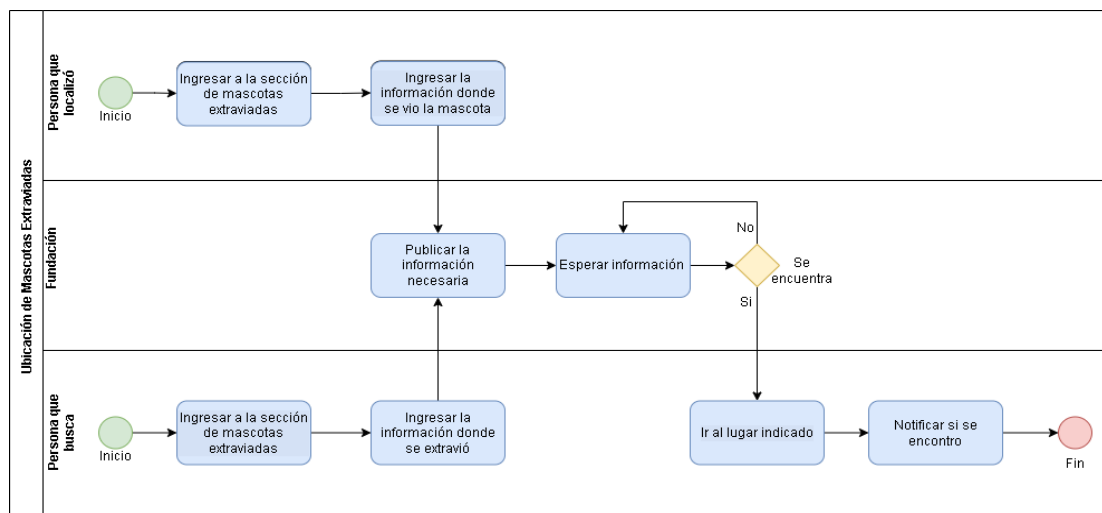 Ubicación de Mascotas Extraviadas
Persona que
localizó
Inicio
Ingresar a la sección
de mascotas
extraviadas
Ingresar la
información donde
se vio la mascota
Fundación
Publicar la
información
necesaria
Esperar información
No
Se
encuentra
Si
Persona que
busca
Inicio
Ingresar a la sección
de mascotas
extraviadas
Ingresar la
información donde
se extravió
Ir al lugar indicado
Notificar si se
encontro
Fin